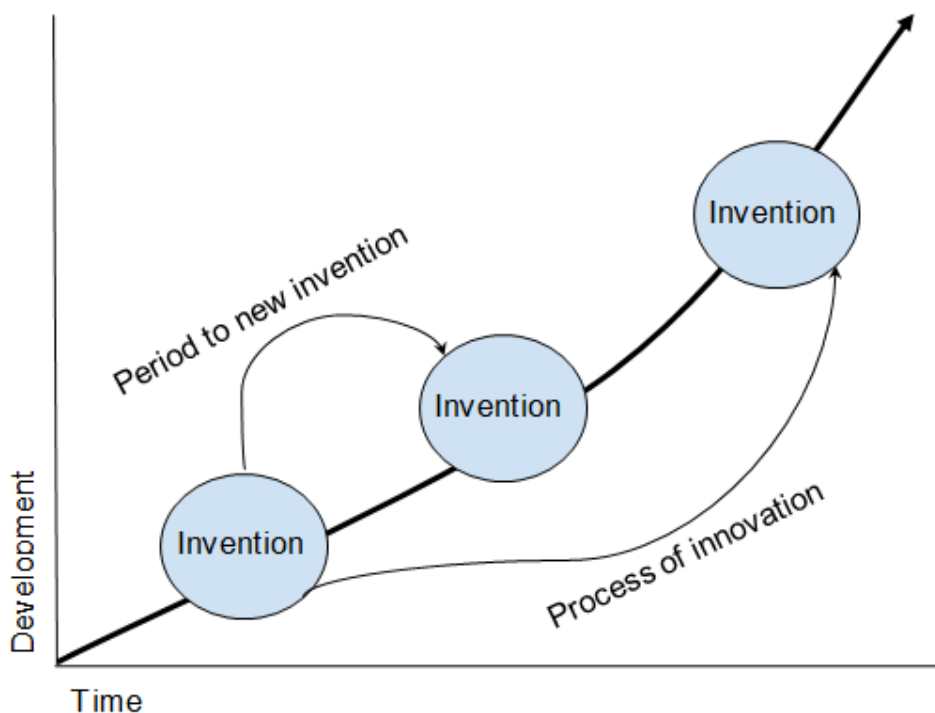 Invention
Period to new invention
Invention
Invention
Process of innovation
Development
Time